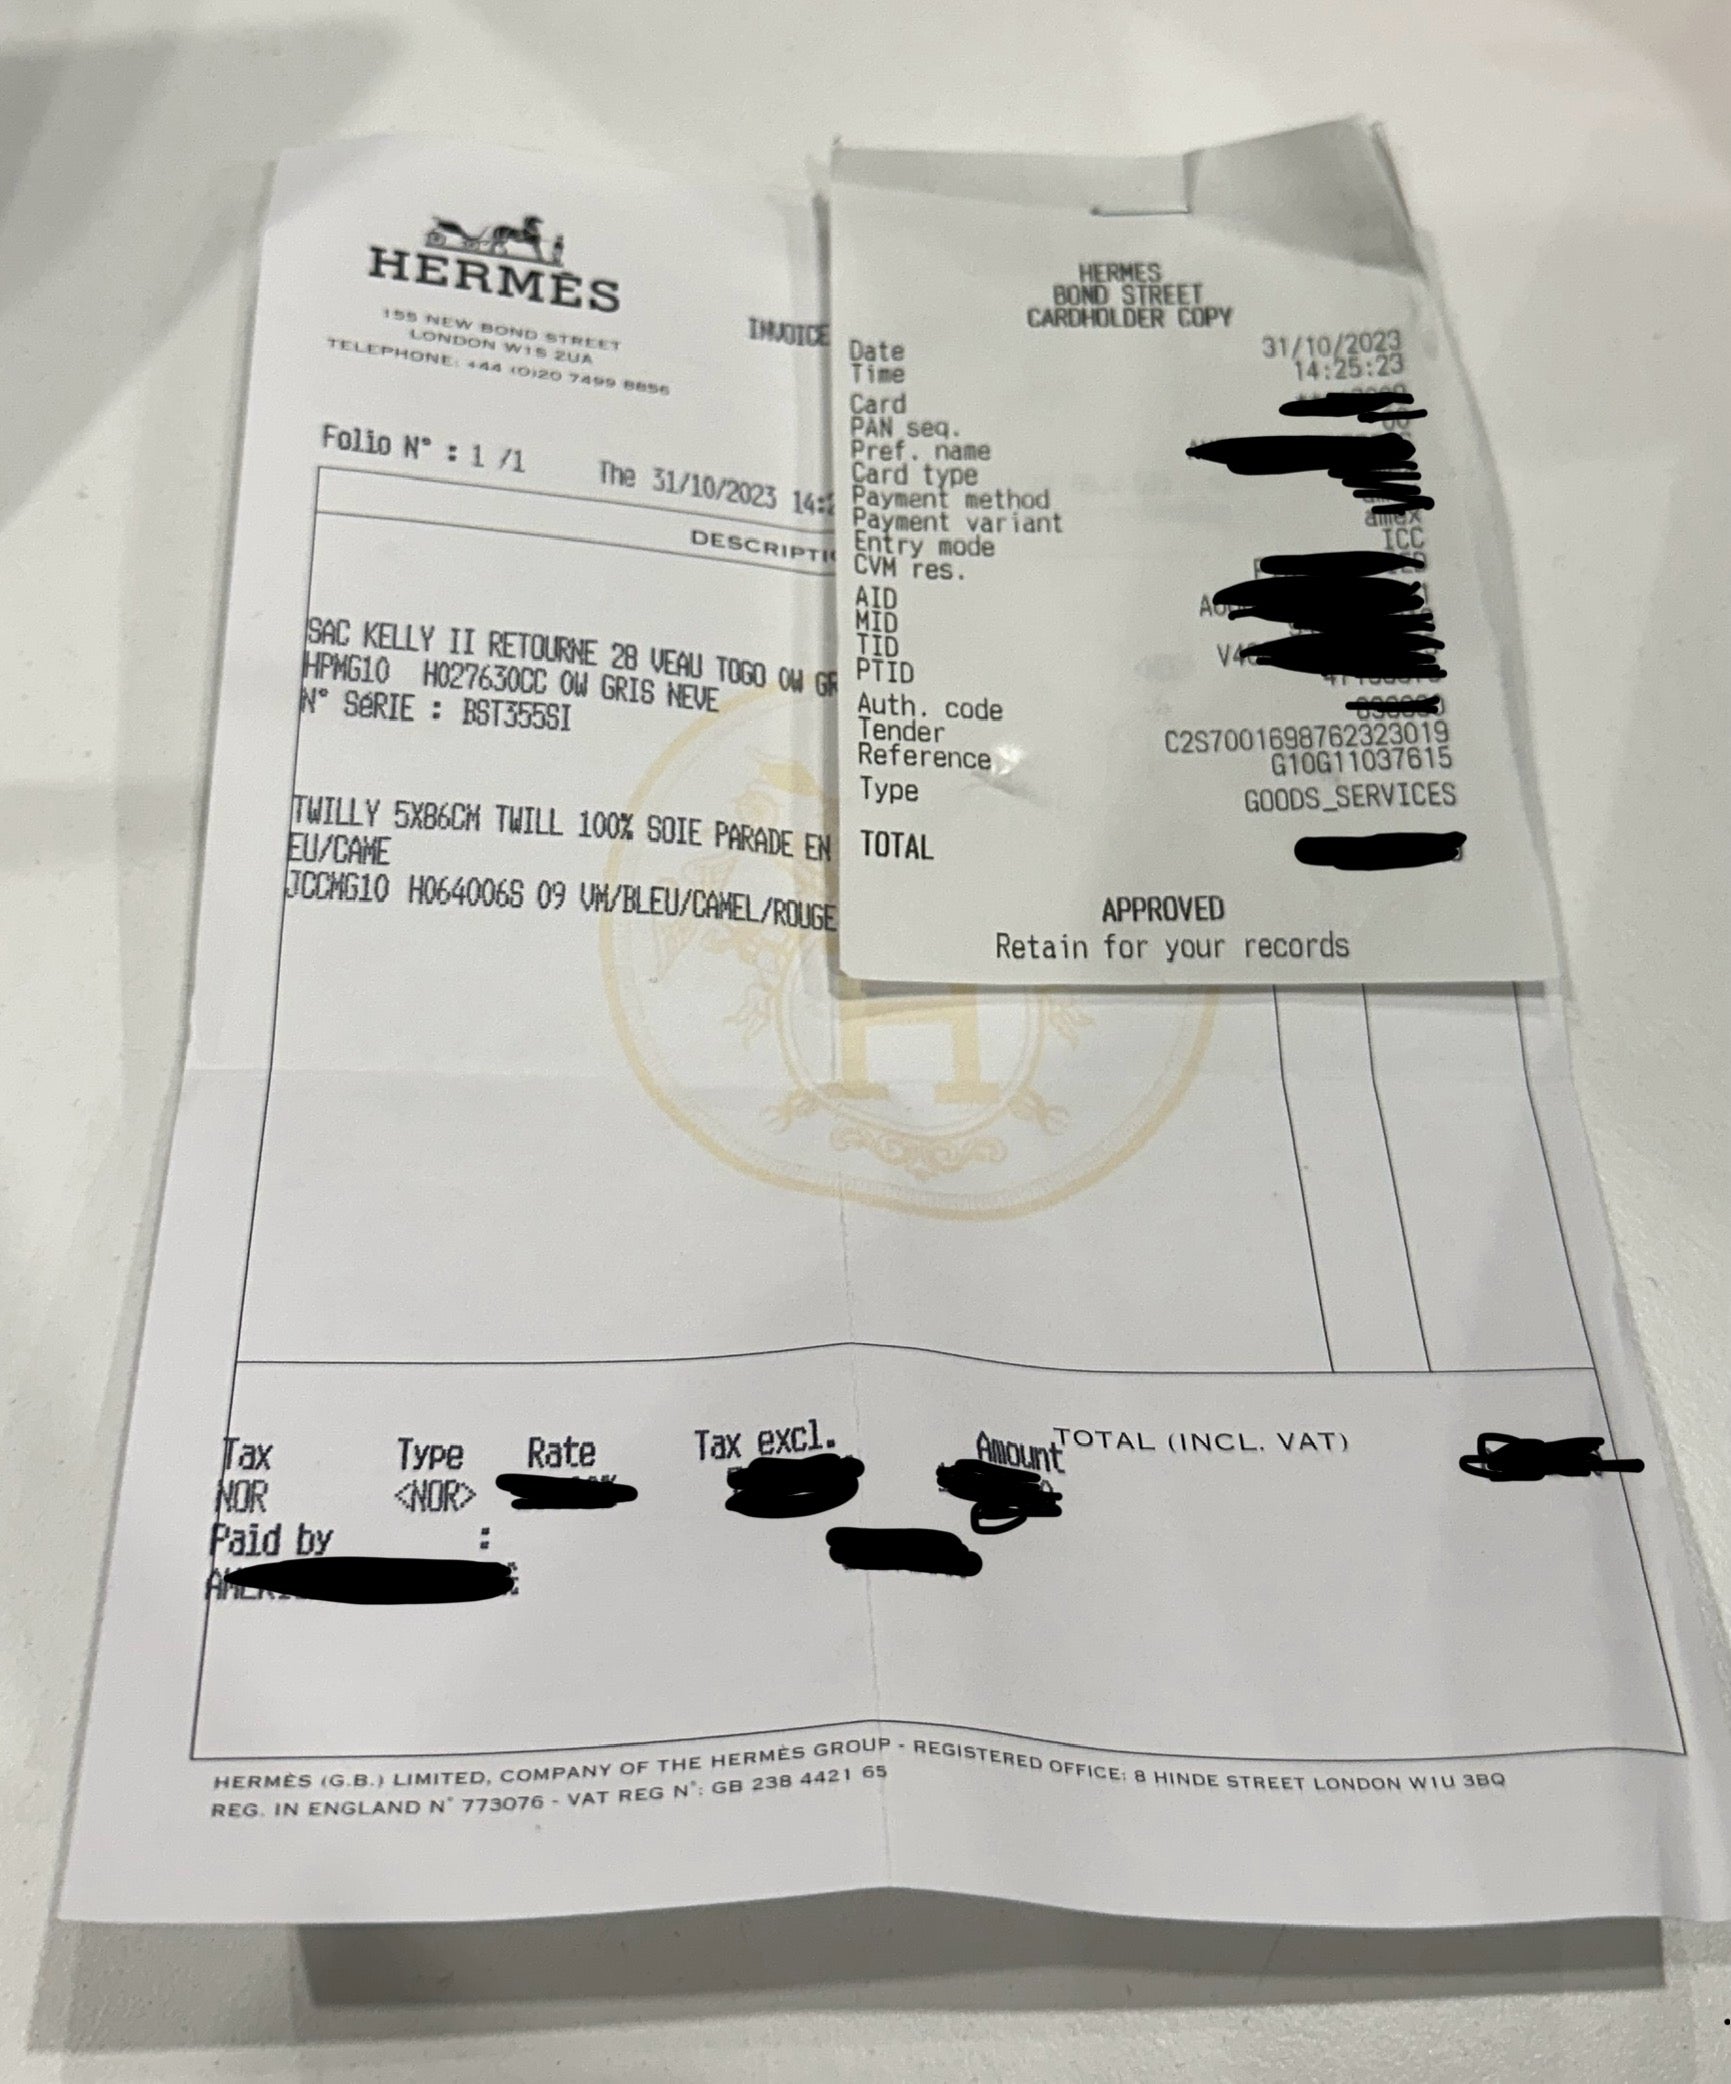 HERMÈS
155 NEW BOND STREET
LONDON W1S 2UA
TELEPHONE: +44 (0)20 7499 8856
INVOICE
Folio N° : 1 /1
The 31/10/2023 14:2
DESCRIPTI
SAC KELLY II RETOURNE 28 VEAU TOGO OW GR
HPMG10 H027630CC OW GRIS NEVE
N° SéRIE : BST355SI
TWILLY 5X86CM TWILL 100% SOIE PARADE EN
EU/CAME
JCCMG10 H064006S 09 VM/BLEU/CAMEL/ROUGE
HERMES
BOND STREET
CARDHOLDER COPY
Date 31/10/2023
Time 14:25:23
Card
PAN seq.
Pref. name
Card type
Payment method
Payment variant amex
Entry mode ICC
CVM res.
AID
MID
TID
PTID
Auth. code
Tender C2S7001698762323019
Reference G10G11037615
Type GOODS_SERVICES
TOTAL
APPROVED
Retain for your records
H
Tax Type Rate Tax excl. Amount TOTAL (INCL. VAT)
NOR <NOR>
Paid by :
HERMÈS (G.B.) LIMITED, COMPANY OF THE HERMÈS GROUP - REGISTERED OFFICE: 8 HINDE STREET LONDON W1U 3BQ
REG. IN ENGLAND N° 773076 - VAT REG N°: GB 238 4421 65